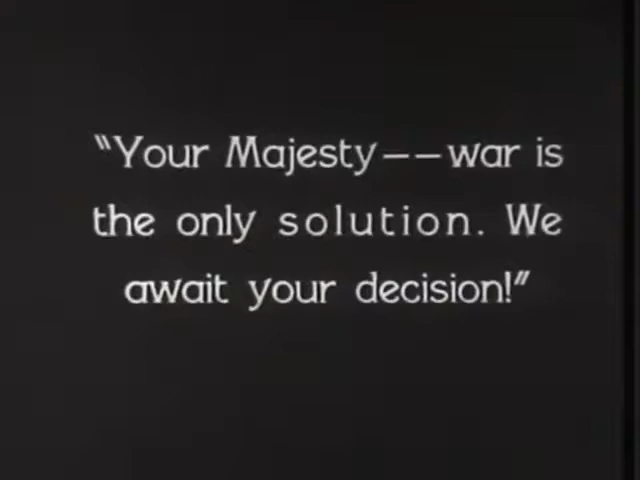 "Your Majesty——war is
the only solution. We
await your decision!"